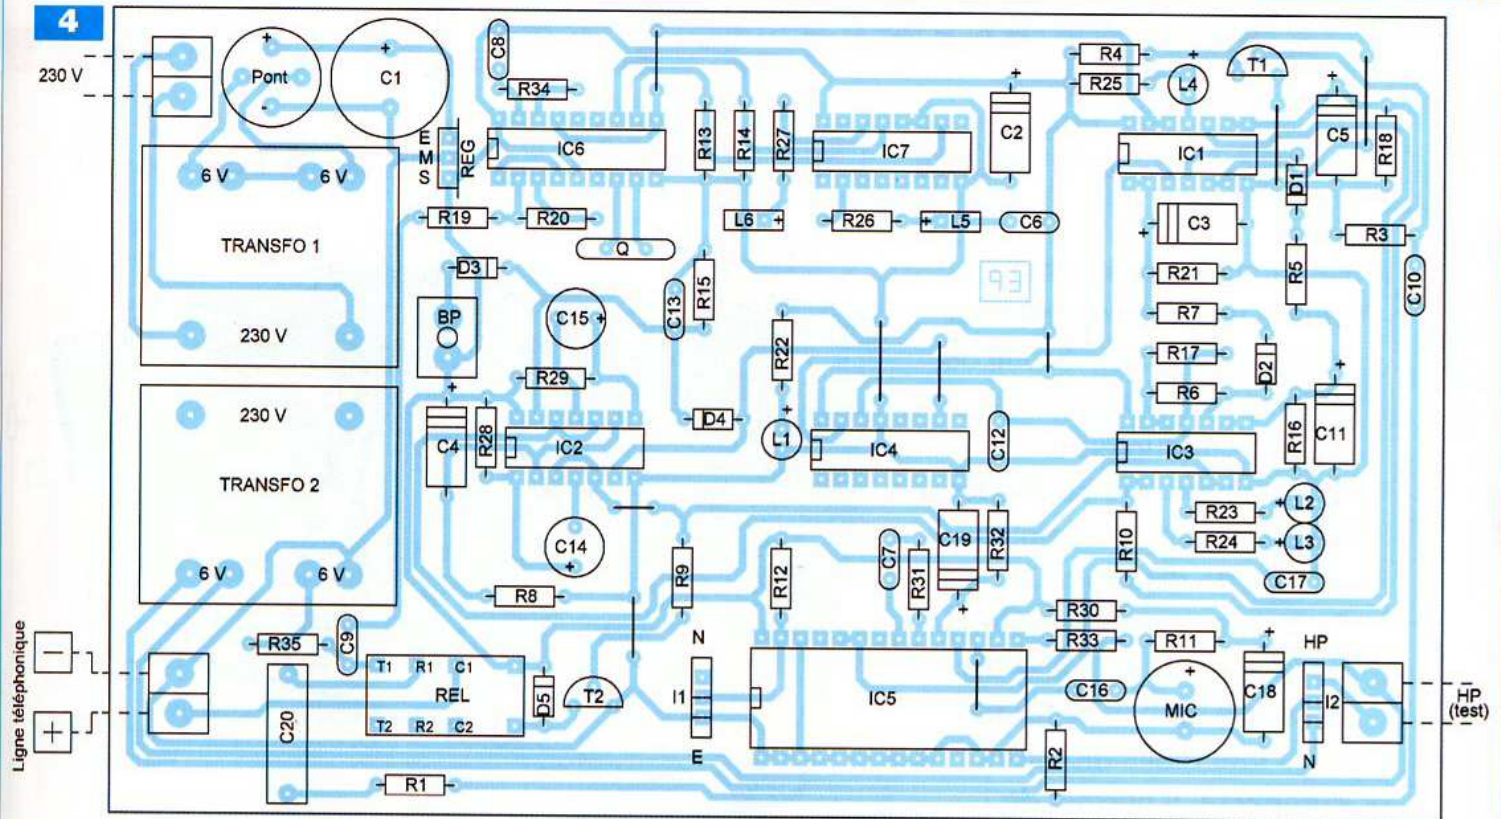 4
230 V
Pont
C1
C8
R34
R4
R25
L4
T1
C5
R18
E
M
S
REG
IC6
R13
R14
R27
IC7
C2
IC1
D1
6 V
6 V
R19
R20
L6
R26
L5
C6
C3
R3
TRANSFO 1
Q
D3
C13
R15
R21
R5
C10
BP
C15
R7
230 V
R22
R17
D2
R29
R6
230 V
C4
R28
IC2
D4
L1
IC4
C12
IC3
R16
C11
TRANSFO 2
R23
L2
C14
C7
C19
R32
R10
R24
L3
6 V
6 V
R9
R12
R31
C17
R8
R30
Ligne téléphonique
R35
C9
N
R33
R11
HP
T1 R1 C1
REL
T2 R2 C2
D5
T2
I1
IC5
C16
MIC
C18
I2
HP
(test)
C20
E
R2
N
R1